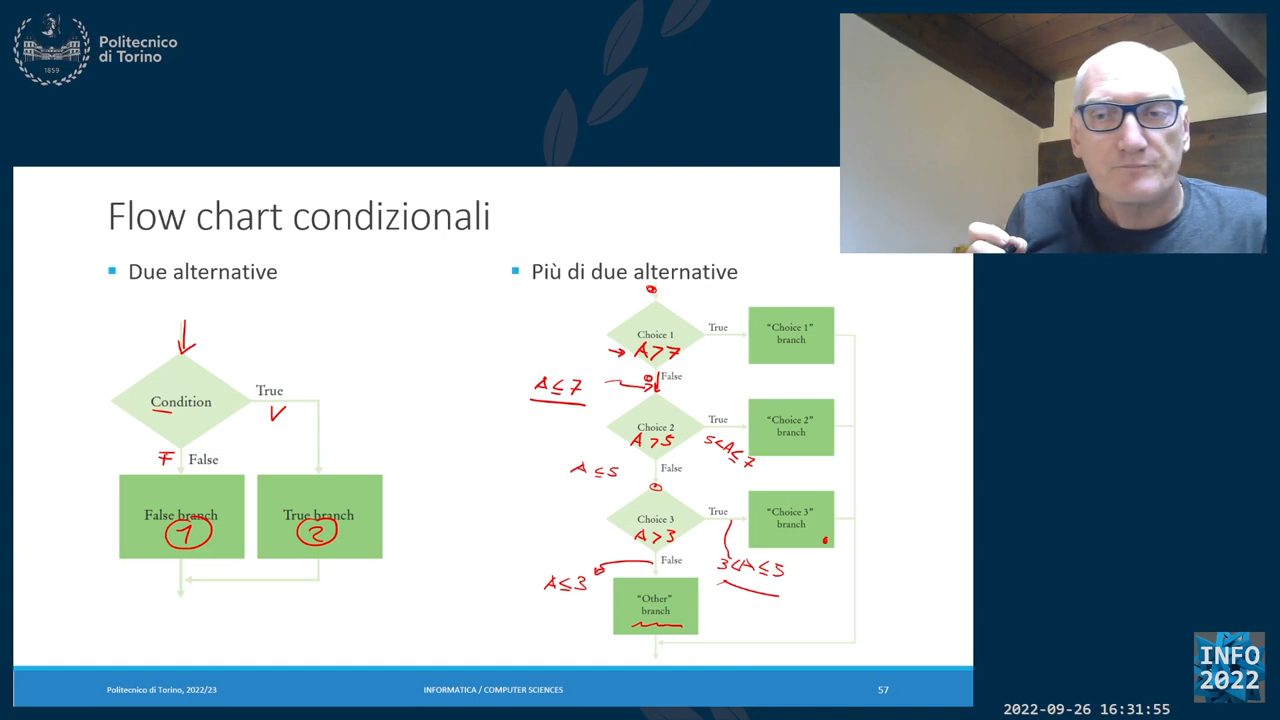 Politecnico
di Torino
1859
Flow chart condizionali
Due alternative
Condition
True
V
F
False
False branch
1
True branch
2
Più di due alternative
Choice 1
A > 7
True
"Choice 1"
branch
False
A ≤ 7
Choice 2
A > 5
True
5 < A ≤ 7
"Choice 2"
branch
False
A ≤ 5
Choice 3
A > 3
True
3 < A ≤ 5
"Choice 3"
branch
False
A ≤ 3
"Other"
branch
Politecnico di Torino, 2022/23
INFORMATICA / COMPUTER SCIENCES
57
INFO
2022
2022-09-26 16:31:55